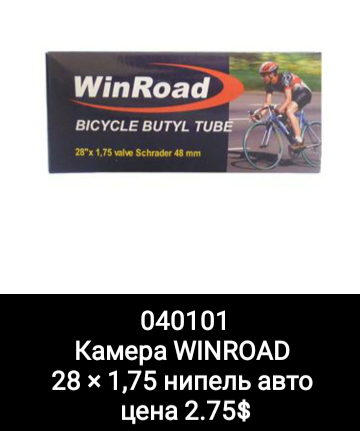 WinRoad
BICYCLE BUTYL TUBE
28"x 1,75 valve Schrader 48 mm
040101
Камера WINROAD
28 × 1,75 нипель авто
цена 2.75$